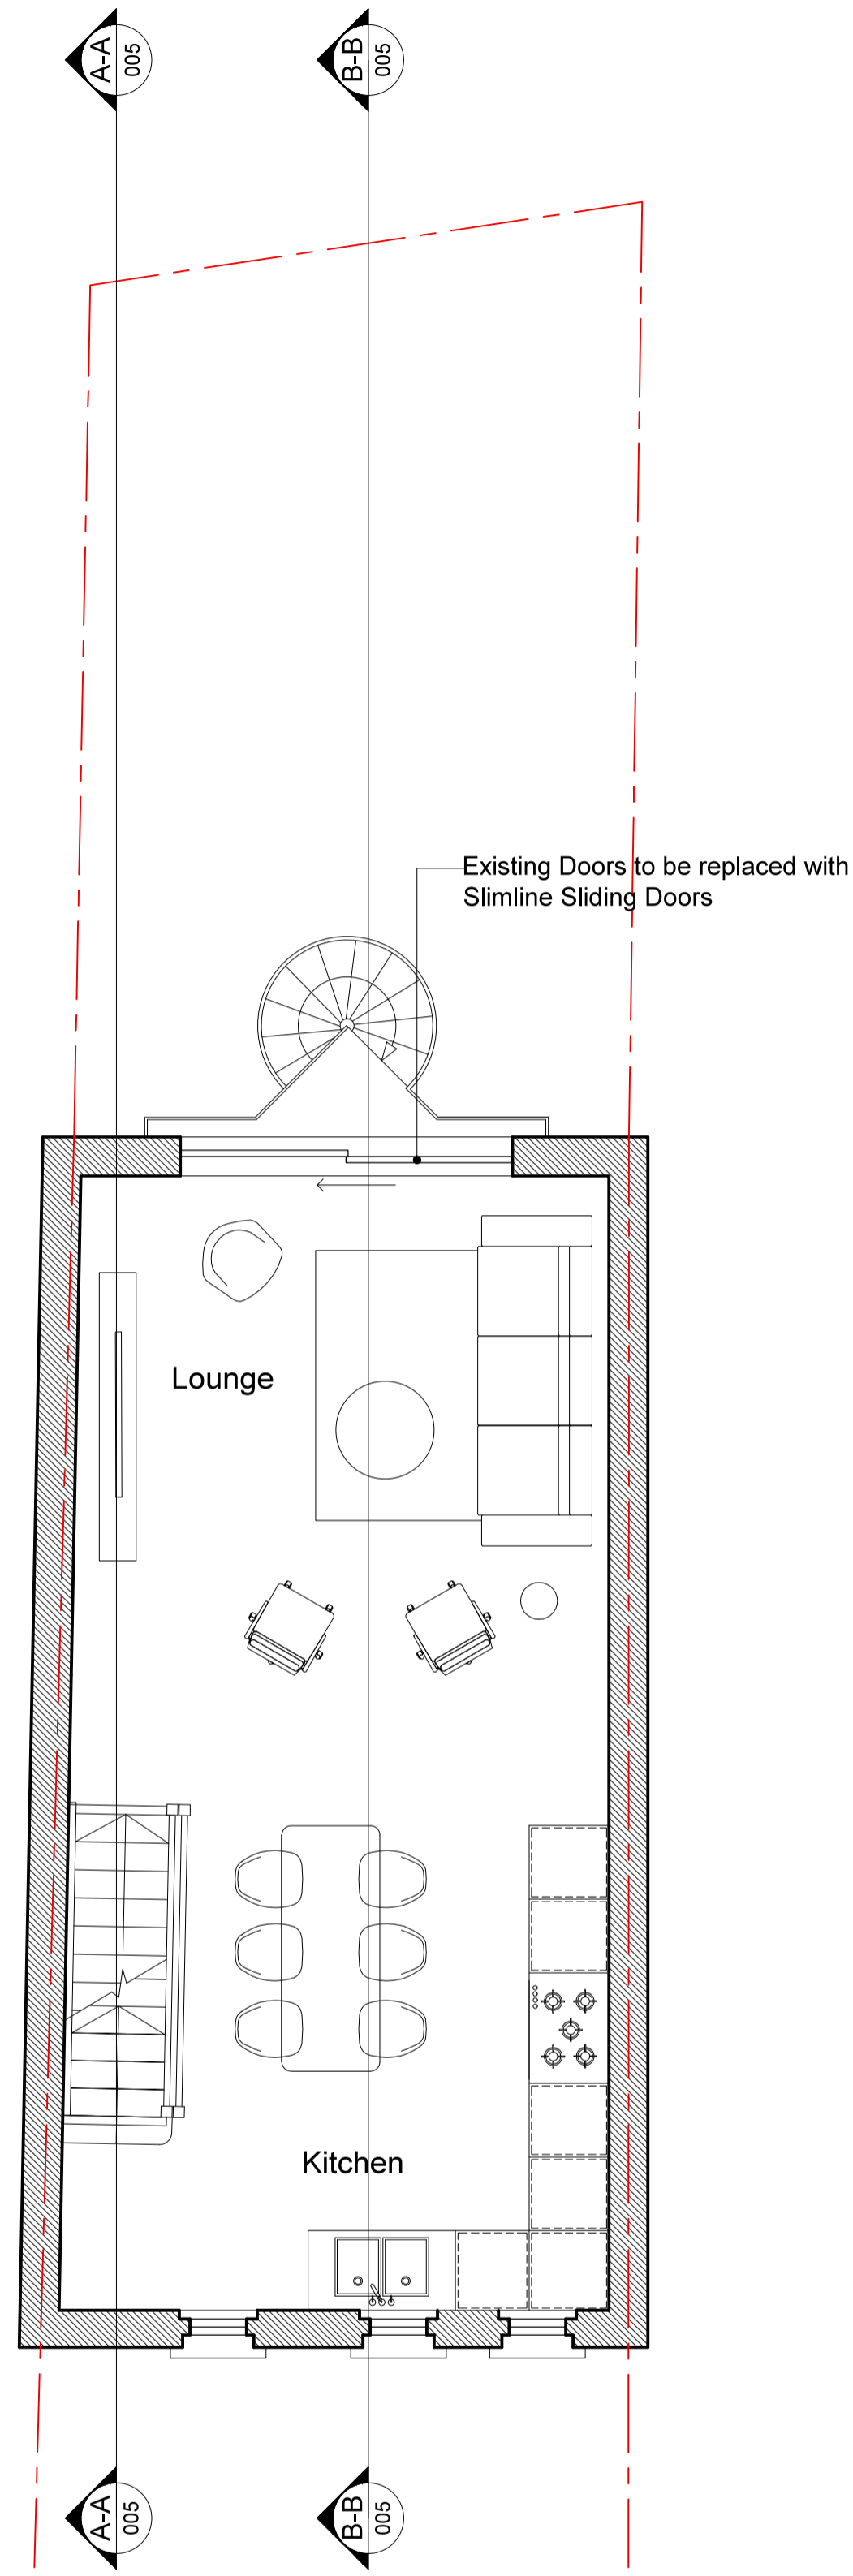 A-A
005
B-B
005
Existing Doors to be replaced with
Slimline Sliding Doors
Lounge
Kitchen
A-A
005
B-B
005